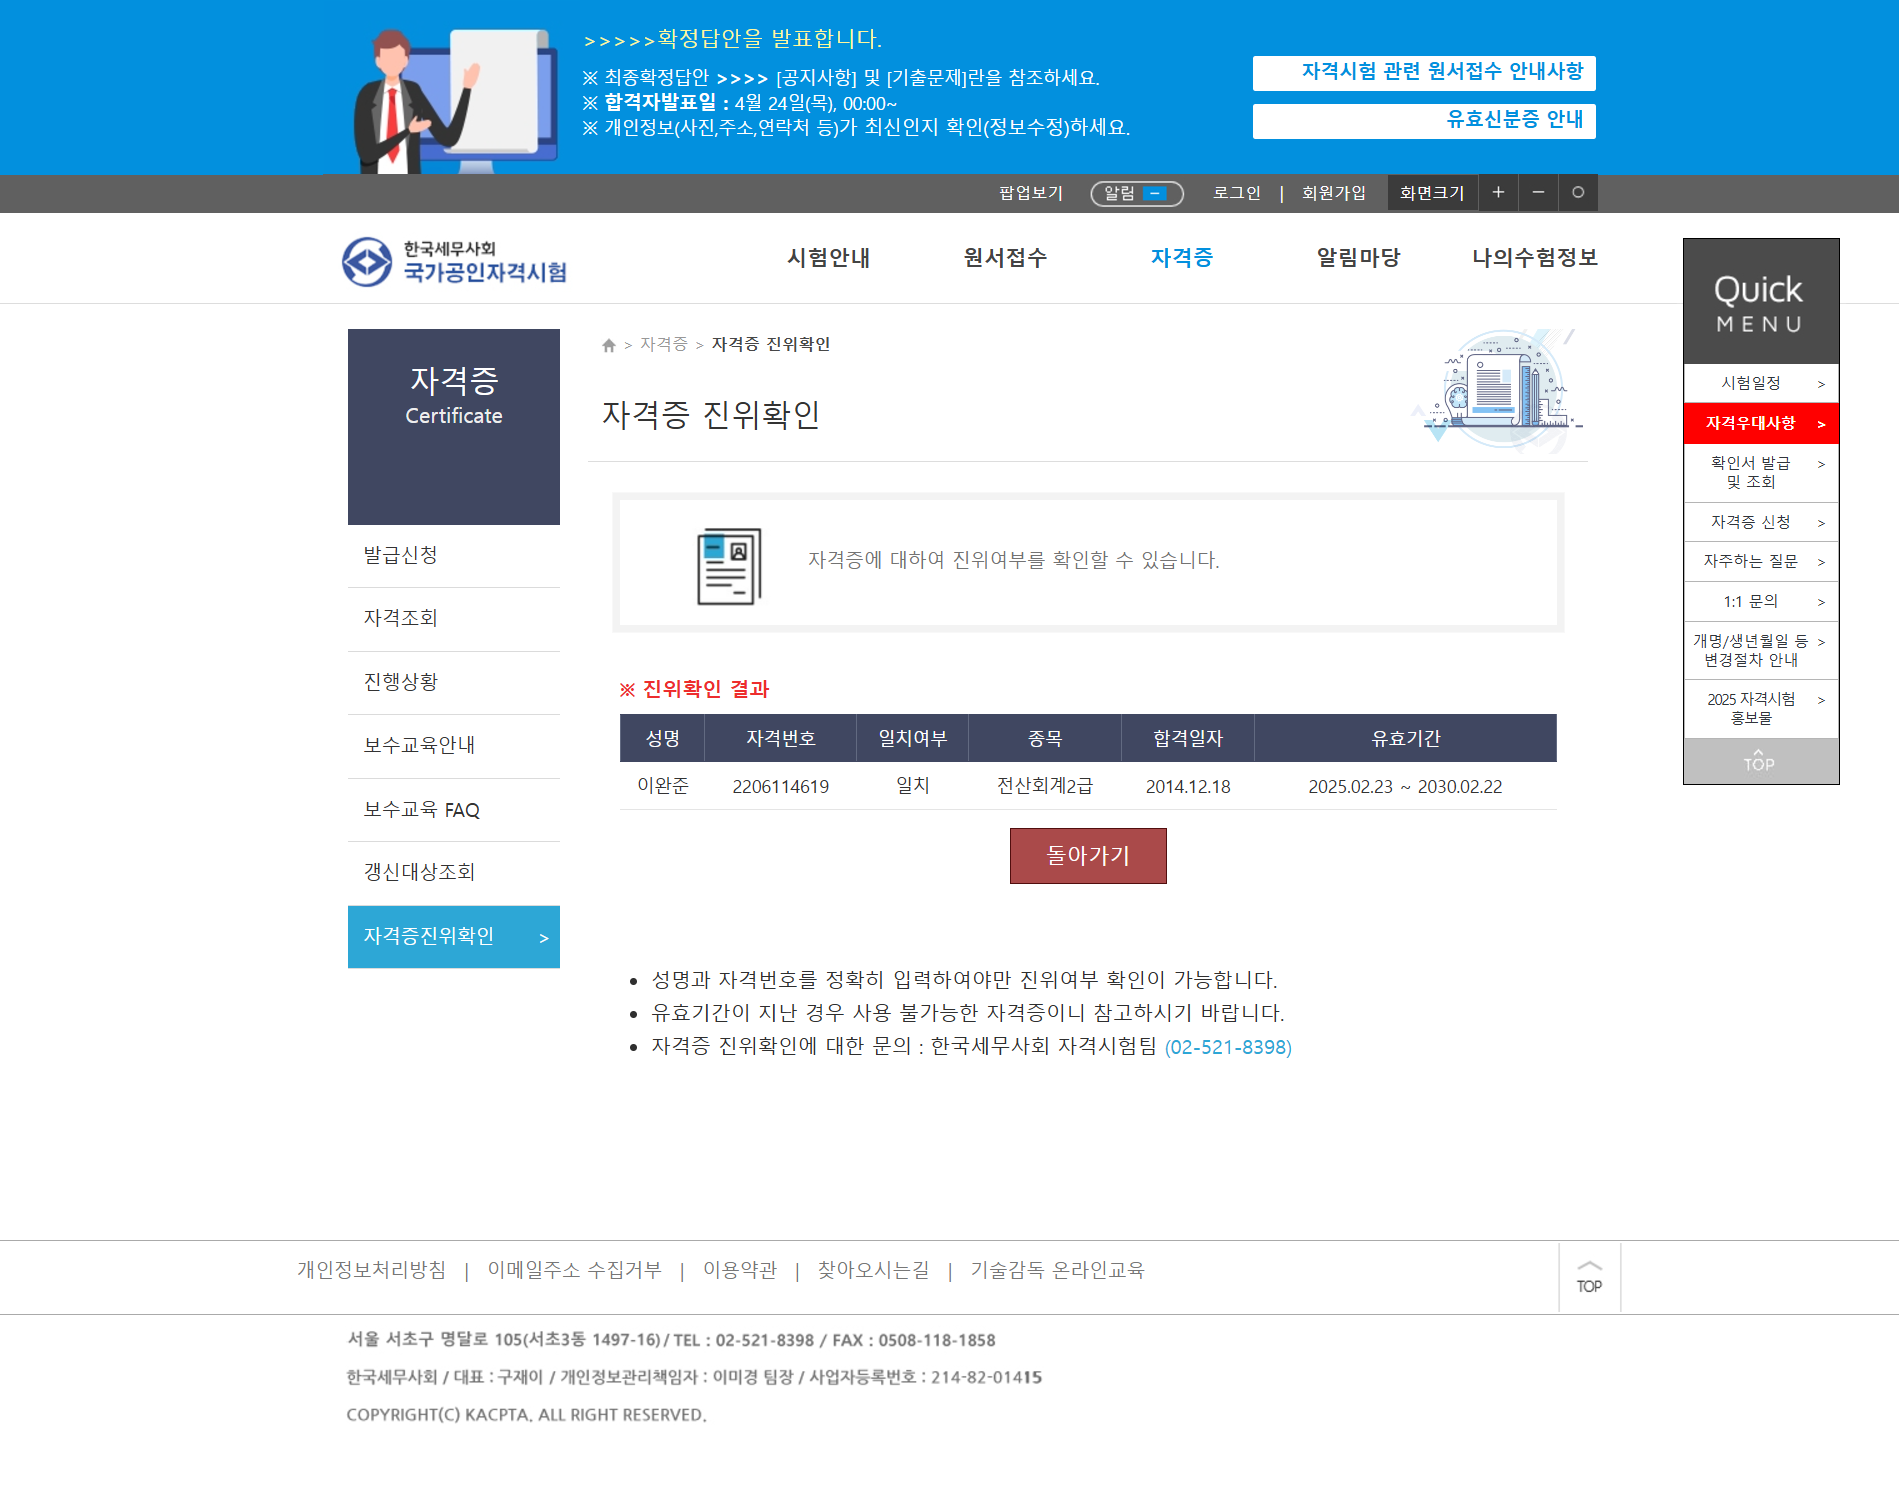 >>>>>확정답안을 발표합니다.
※ 최종확정답안 >>>> [공지사항] 및 [기출문제]란을 참조하세요.
※ 합격자발표일 : 4월 24일(목), 00:00~
※ 개인정보(사진,주소,연락처 등)가 최신인지 확인(정보수정)하세요.
자격시험 관련 원서접수 안내사항
유효신분증 안내
팝업보기 알림 로그인 | 회원가입 화면크기 + − ○
한국세무사회
국가공인자격시험
시험안내 원서접수 자격증 알림마당 나의수험정보
자격증
Certificate
발급신청
자격조회
진행상황
보수교육안내
보수교육 FAQ
갱신대상조회
자격증진위확인 >
> 자격증 > 자격증 진위확인
자격증 진위확인
자격증에 대하여 진위여부를 확인할 수 있습니다.
※ 진위확인 결과
성명 자격번호 일치여부 종목 합격일자 유효기간
이완준 2206114619 일치 전산회계2급 2014.12.18 2025.02.23 ~ 2030.02.22
돌아가기
• 성명과 자격번호를 정확히 입력하여야만 진위여부 확인이 가능합니다.
• 유효기간이 지난 경우 사용 불가능한 자격증이니 참고하시기 바랍니다.
• 자격증 진위확인에 대한 문의 : 한국세무사회 자격시험팀 (02-521-8398)
Quick
MENU
시험일정 >
자격우대사항 >
확인서 발급 >
및 조회
자격증 신청 >
자주하는 질문 >
1:1 문의 >
개명/생년월일 등 >
변경절차 안내
2025 자격시험 >
홍보물
TOP
개인정보처리방침 | 이메일주소 수집거부 | 이용약관 | 찾아오시는길 | 기술감독 온라인교육
TOP
서울 서초구 명달로 105(서초3동 1497-16)/ TEL : 02-521-8398 / FAX : 0508-118-1858
한국세무사회 / 대표 : 구재이 / 개인정보관리책임자 : 이미경 팀장 / 사업자등록번호 : 214-82-01415
COPYRIGHT(C) KACPTA. ALL RIGHT RESERVED.